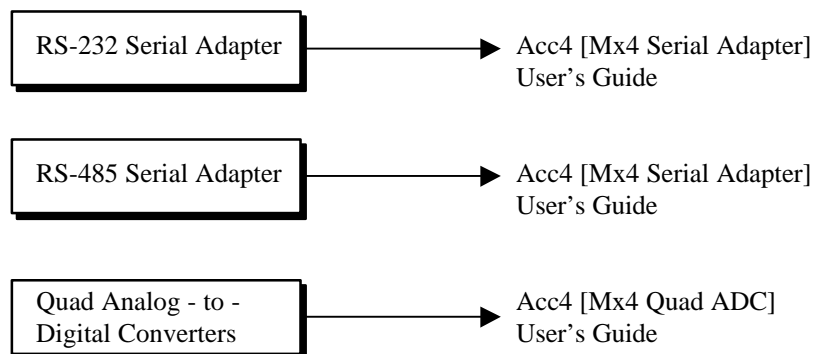 RS-232 Serial Adapter
Acc4 [Mx4 Serial Adapter]
User's Guide
RS-485 Serial Adapter
Acc4 [Mx4 Serial Adapter]
User's Guide
Quad Analog - to -
Digital Converters
Acc4 [Mx4 Quad ADC]
User's Guide